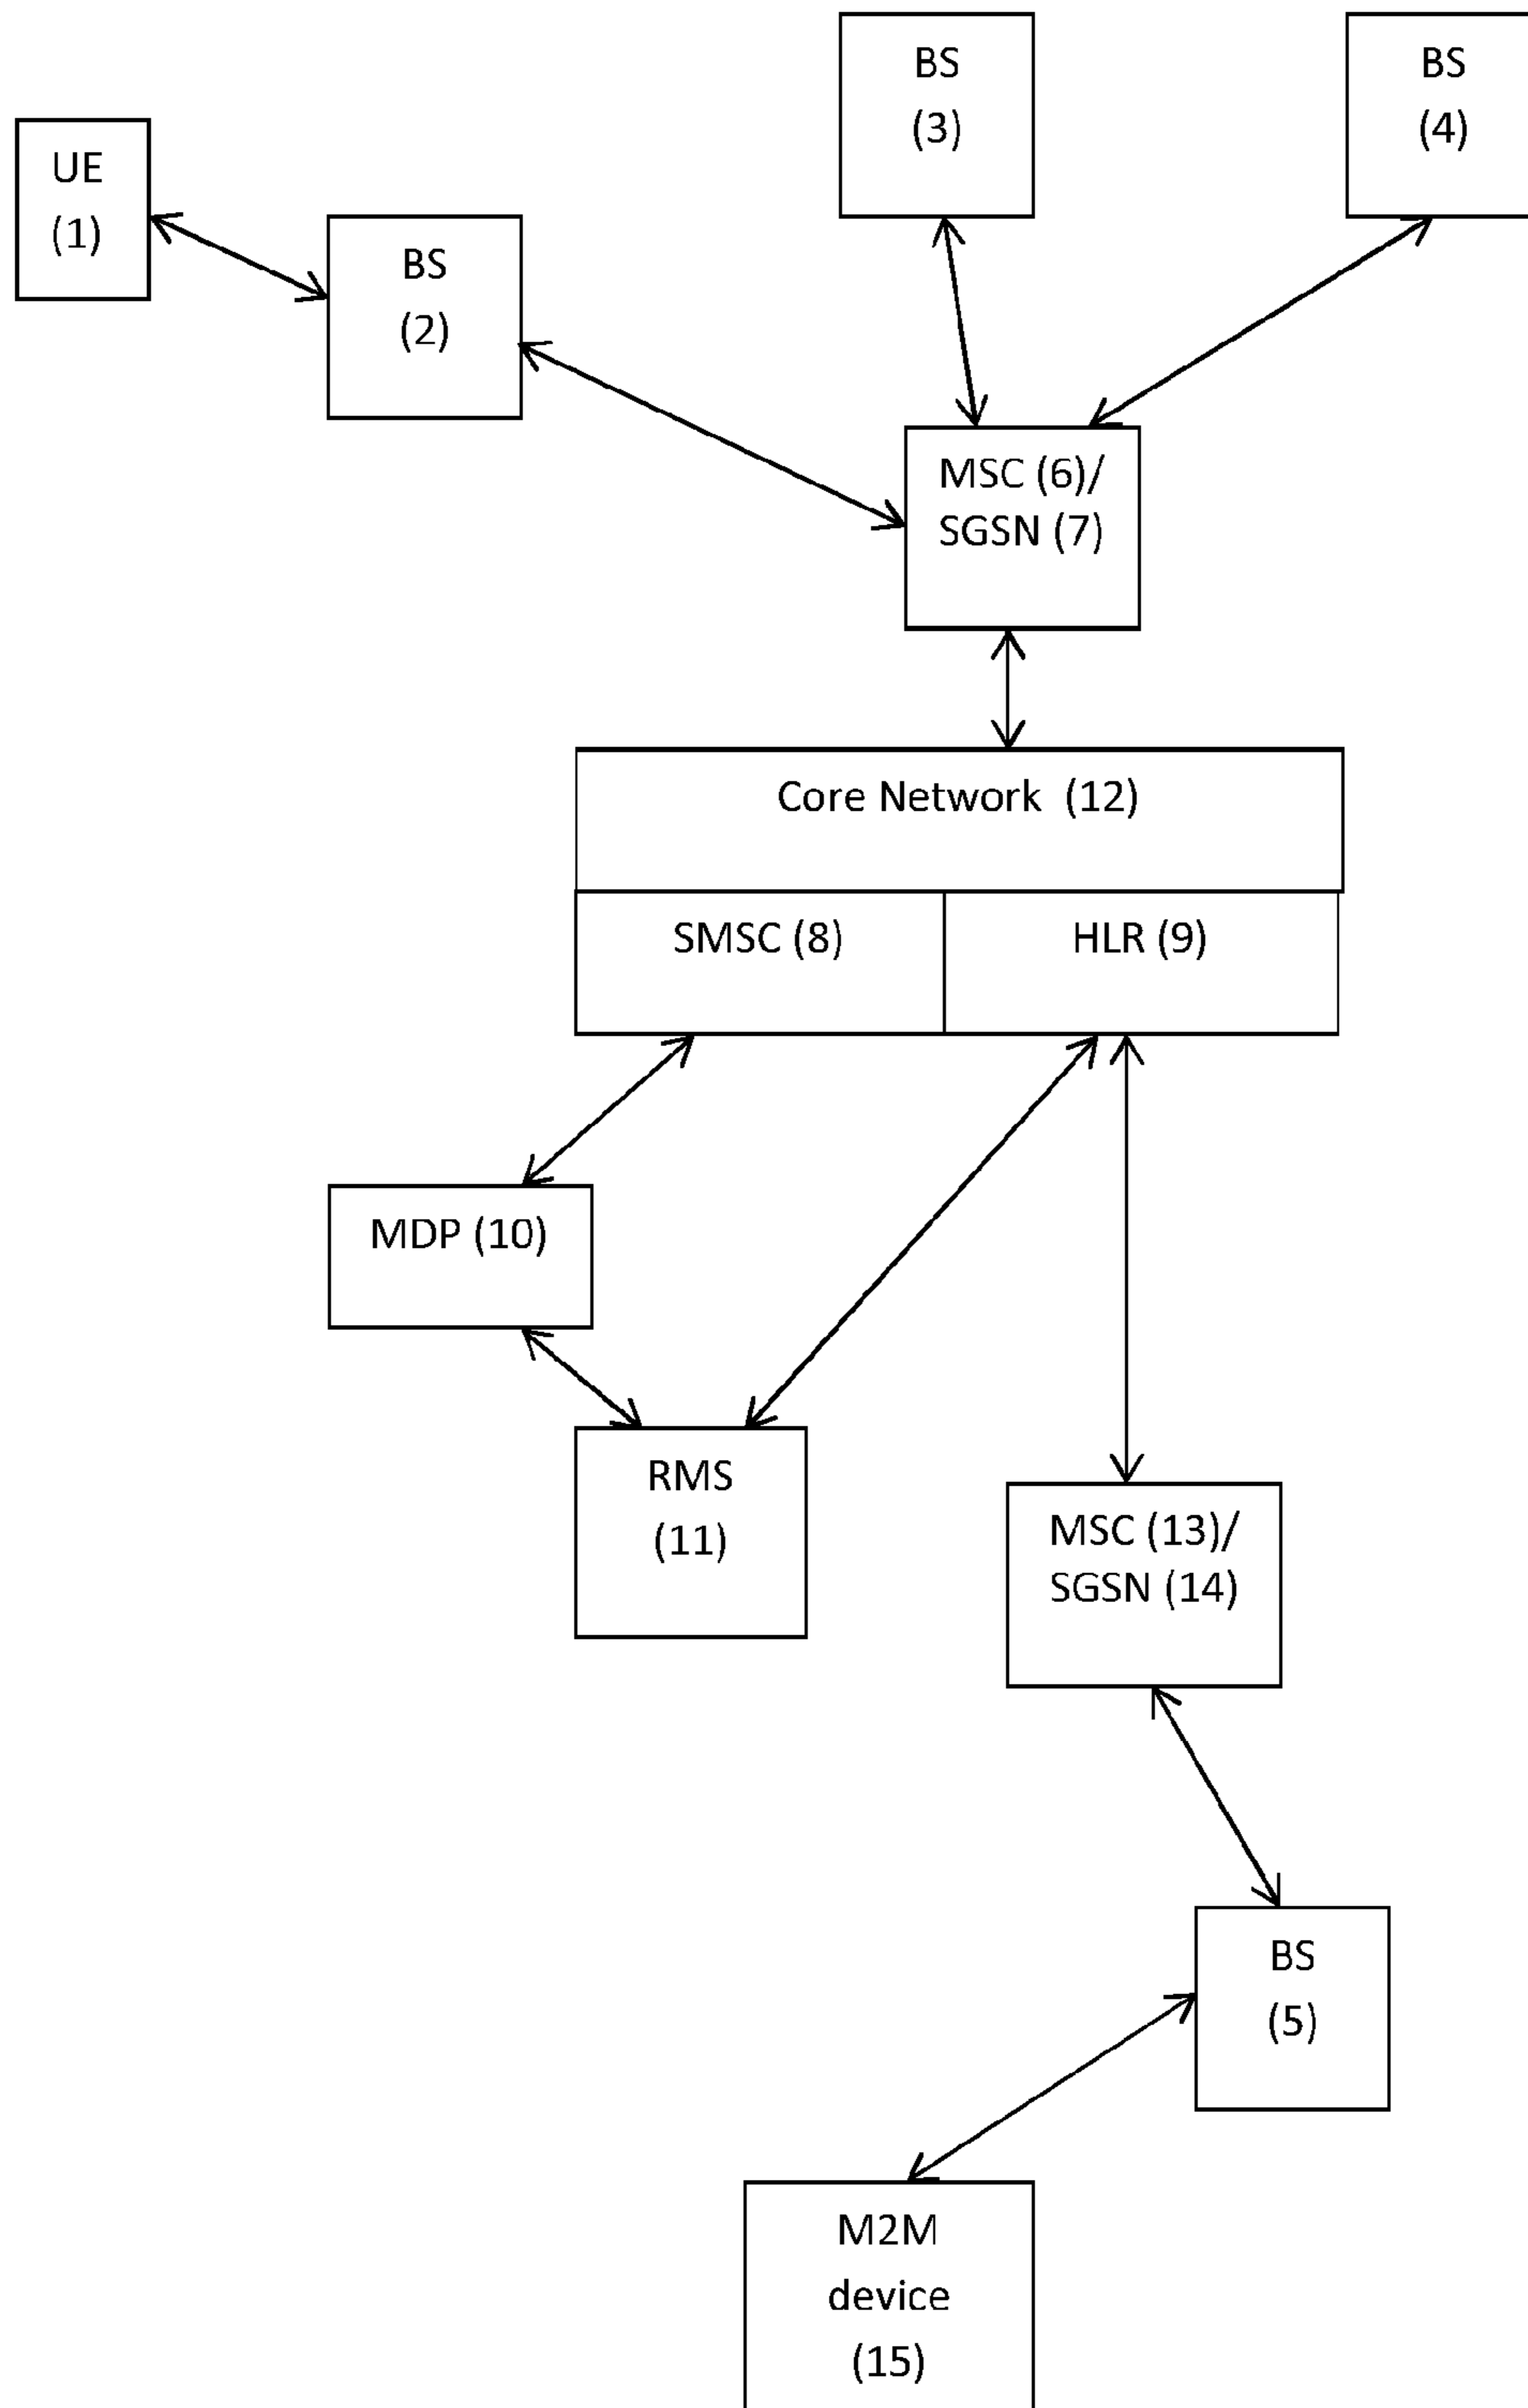 BS
(3)
BS
(4)
UE
(1)
BS
(2)
MSC (6)/
SGSN (7)
Core Network (12)
SMSC (8)
HLR (9)
MDP (10)
RMS
(11)
MSC (13)/
SGSN (14)
BS
(5)
M2M
device
(15)